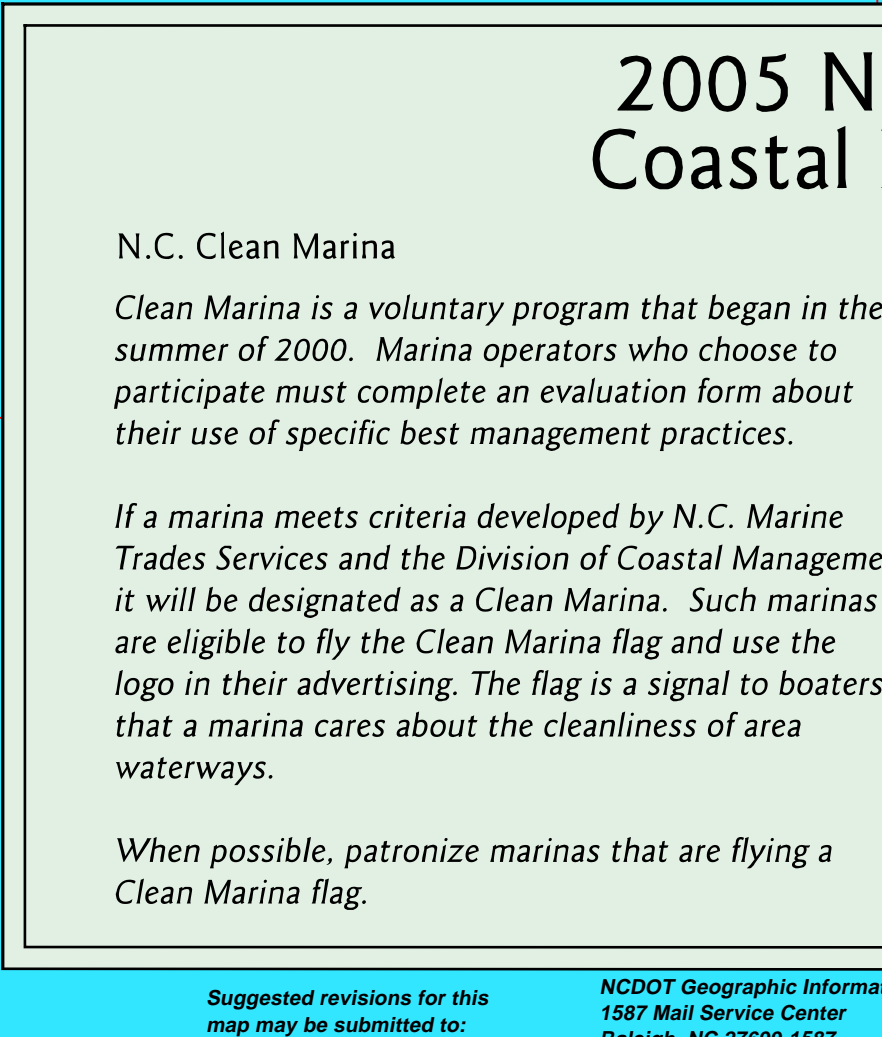 2005 N
Coastal
N.C. Clean Marina
Clean Marina is a voluntary program that began in the
summer of 2000.  Marina operators who choose to
participate must complete an evaluation form about
their use of specific best management practices.
If a marina meets criteria developed by N.C. Marine
Trades Services and the Division of Coastal Manageme
it will be designated as a Clean Marina.  Such marinas
are eligible to fly the Clean Marina flag and use the
logo in their advertising. The flag is a signal to boaters
that a marina cares about the cleanliness of area
waterways.
When possible, patronize marinas that are flying a
Clean Marina flag.
Suggested revisions for this
map may be submitted to:
NCDOT Geographic Informat
1587 Mail Service Center
Raleigh, NC 27699-1587